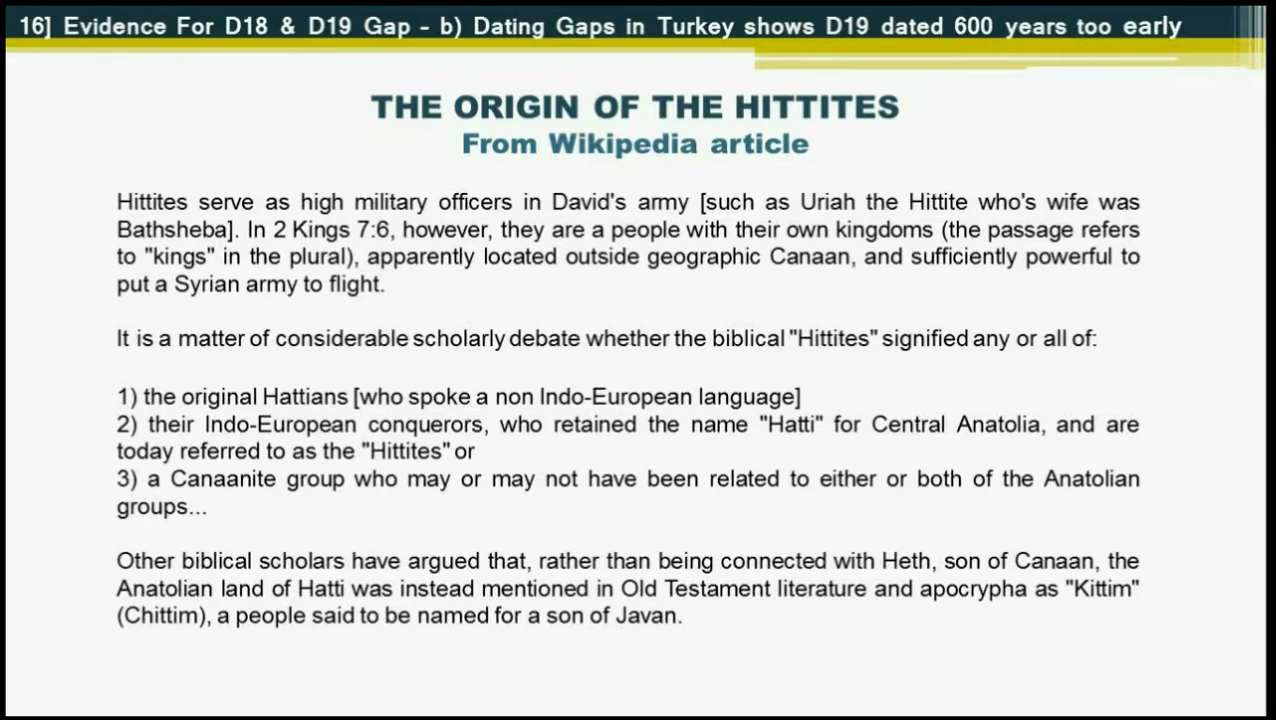 16] Evidence For D18 & D19 Gap - b) Dating Gaps in Turkey shows D19 dated 600 years too early
THE ORIGIN OF THE HITTITES
From Wikipedia article
Hittites serve as high military officers in David's army [such as Uriah the Hittite who's wife was
Bathsheba]. In 2 Kings 7:6, however, they are a people with their own kingdoms (the passage refers
to "kings" in the plural), apparently located outside geographic Canaan, and sufficiently powerful to
put a Syrian army to flight.
It is a matter of considerable scholarly debate whether the biblical "Hittites" signified any or all of:
1) the original Hattians [who spoke a non Indo-European language]
2) their Indo-European conquerors, who retained the name "Hatti" for Central Anatolia, and are
today referred to as the "Hittites" or
3) a Canaanite group who may or may not have been related to either or both of the Anatolian
groups...
Other biblical scholars have argued that, rather than being connected with Heth, son of Canaan, the
Anatolian land of Hatti was instead mentioned in Old Testament literature and apocrypha as "Kittim"
(Chittim), a people said to be named for a son of Javan.